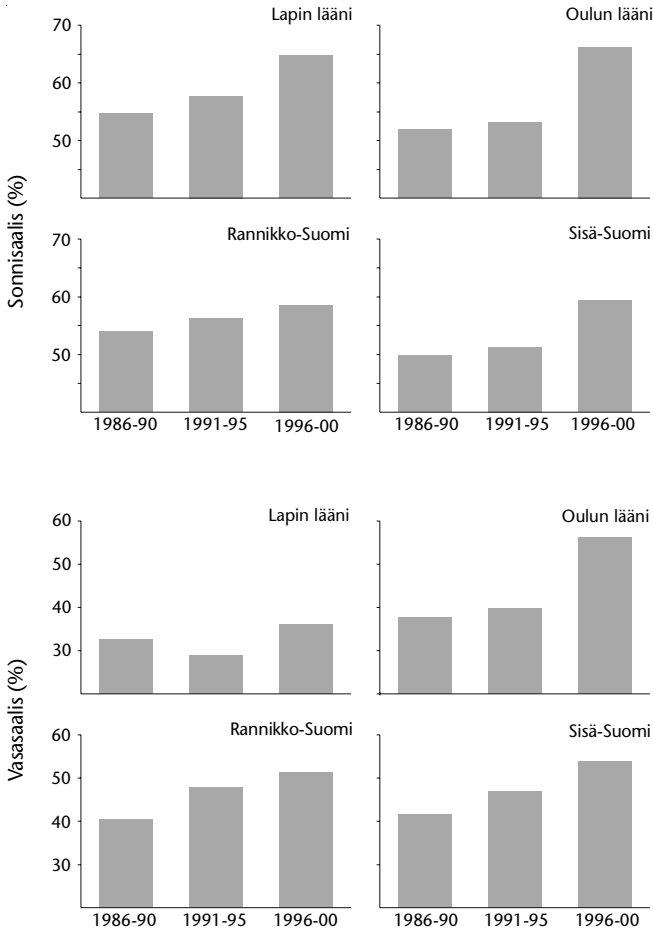 Lapin lääni
Oulun lääni
70
60
50
Rannikko-Suomi
Sisä-Suomi
70
60
50
Sonnisaalis (%)
1986-90 1991-95 1996-00
1986-90 1991-95 1996-00
Lapin lääni
Oulun lääni
60
50
40
30
Rannikko-Suomi
Sisä-Suomi
60
50
40
30
Vasasaalis (%)
1986-90 1991-95 1996-00
1986-90 1991-95 1996-00